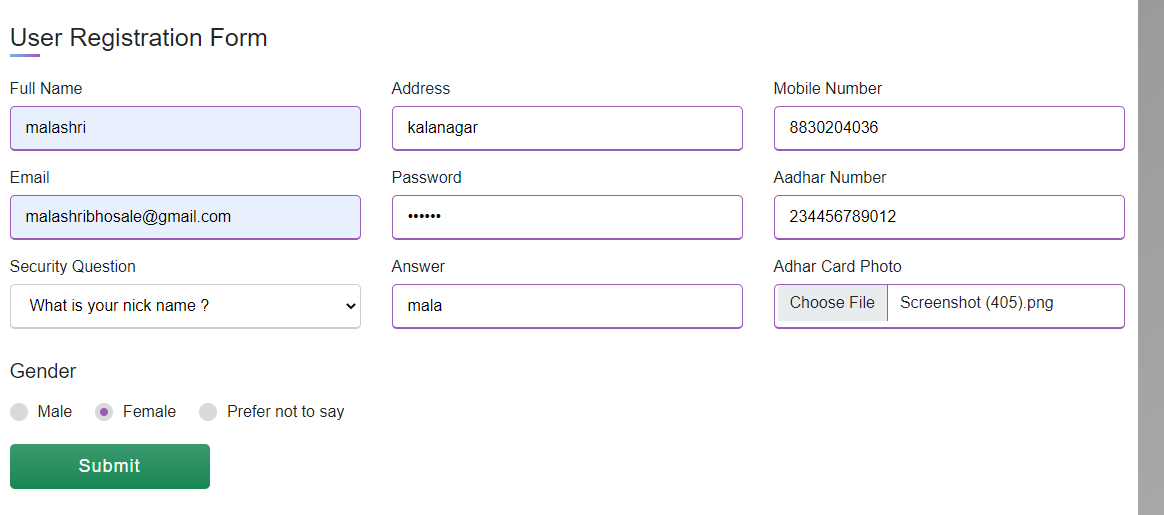 User Registration Form
Full Name Address Mobile Number
malashri kalanagar 8830204036
Email Password Aadhar Number
malashribhosale@gmail.com •••••• 234456789012
Security Question Answer Adhar Card Photo
What is your nick name ? mala Choose File Screenshot (405).png
Gender
Male Female Prefer not to say
Submit